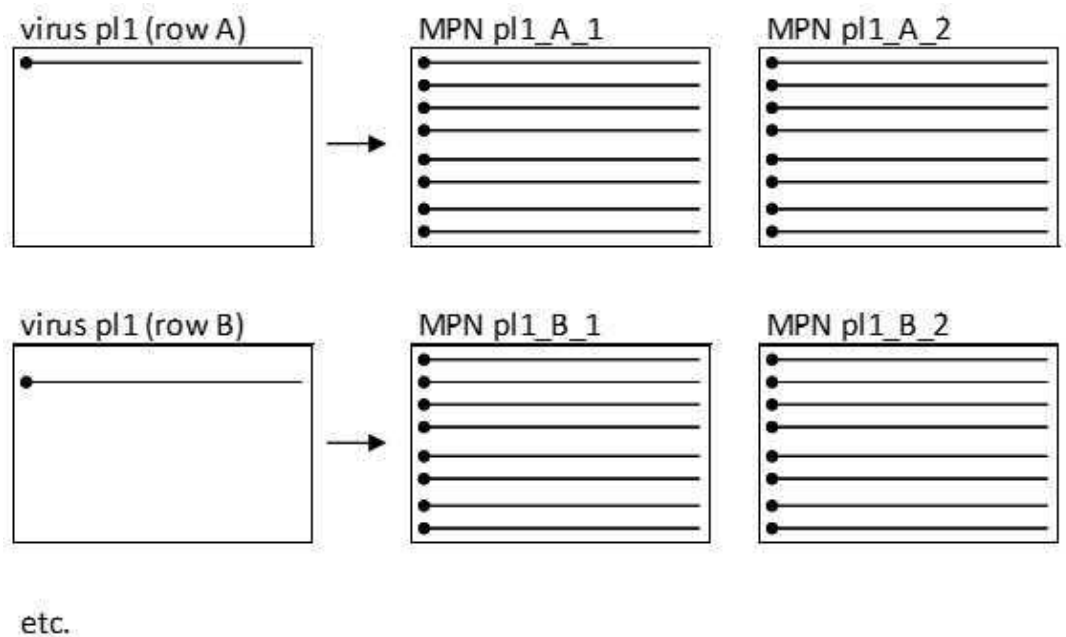 virus pl1 (row A)
MPN pl1_A_1
MPN pl1_A_2
virus pl1 (row B)
MPN pl1_B_1
MPN pl1_B_2
etc.